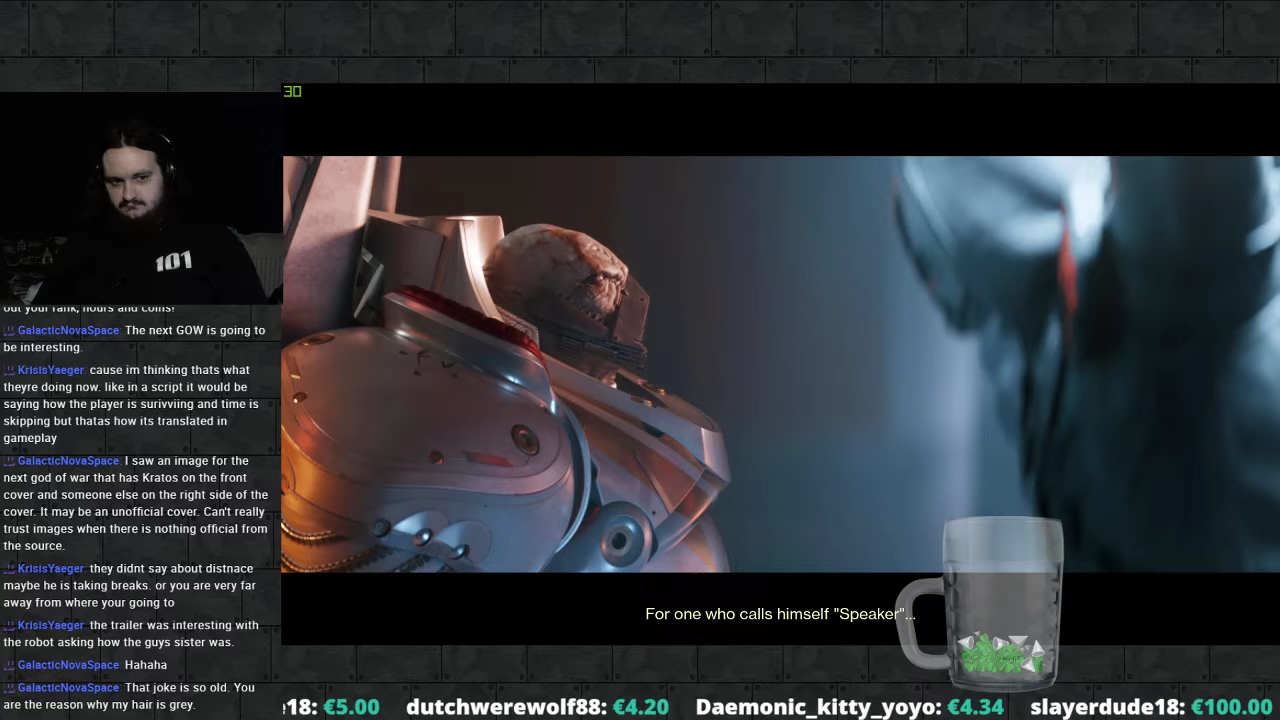 30
101
out your rank, hours and coins!
GalacticNovaSpace: The next GOW is going to
be interesting.
KrisisYaeger: cause im thinking thats what
theyre doing now. like in a script it would be
saying how the player is surivviing and time is
skipping but thatas how its translated in
gameplay
GalacticNovaSpace: I saw an image for the
next god of war that has Kratos on the front
cover and someone else on the right side of the
cover. It may be an unofficial cover. Can't really
trust images when there is nothing official from
the source.
KrisisYaeger: they didnt say about distnace
maybe he is taking breaks. or you are very far
away from where your going to
KrisisYaeger: the trailer was interesting with
the robot asking how the guys sister was.
GalacticNovaSpace: Hahaha
GalacticNovaSpace: That joke is so old. You
are the reason why my hair is grey.
For one who calls himself "Speaker"...
e18: €5.00 dutchwerewolf88: €4.20 Daemonic_kitty_yoyo: €4.34 slayerdude18: €100.00